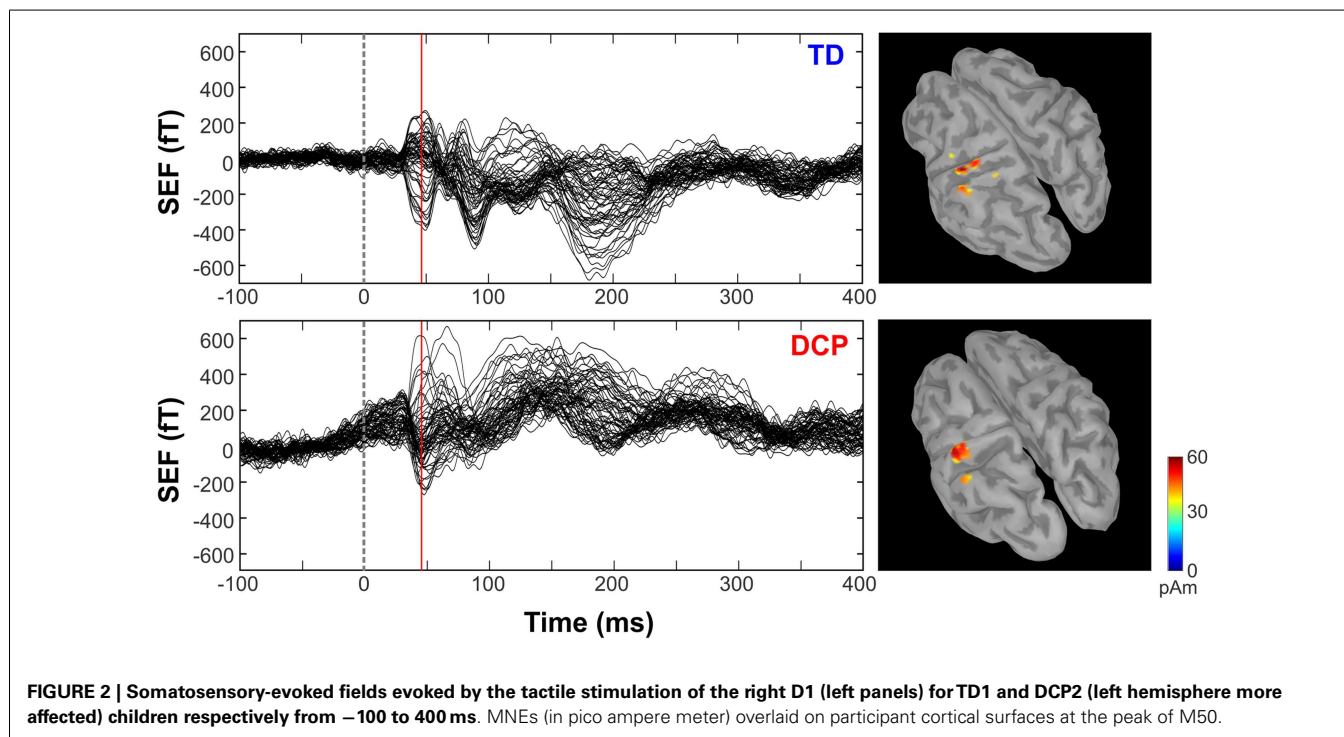 600
400
200
0
-200
-400
-600
SEF (fT)
TD
-100 0 100 200 300 400
600
400
200
0
-200
-400
-600
SEF (fT)
DCP
-100 0 100 200 300 400
Time (ms)
60
30
0
pAm
FIGURE 2 | Somatosensory-evoked fields evoked by the tactile stimulation of the right D1 (left panels) for TD1 and DCP2 (left hemisphere more
affected) children respectively from −100 to 400 ms. MNEs (in pico ampere meter) overlaid on participant cortical surfaces at the peak of M50.